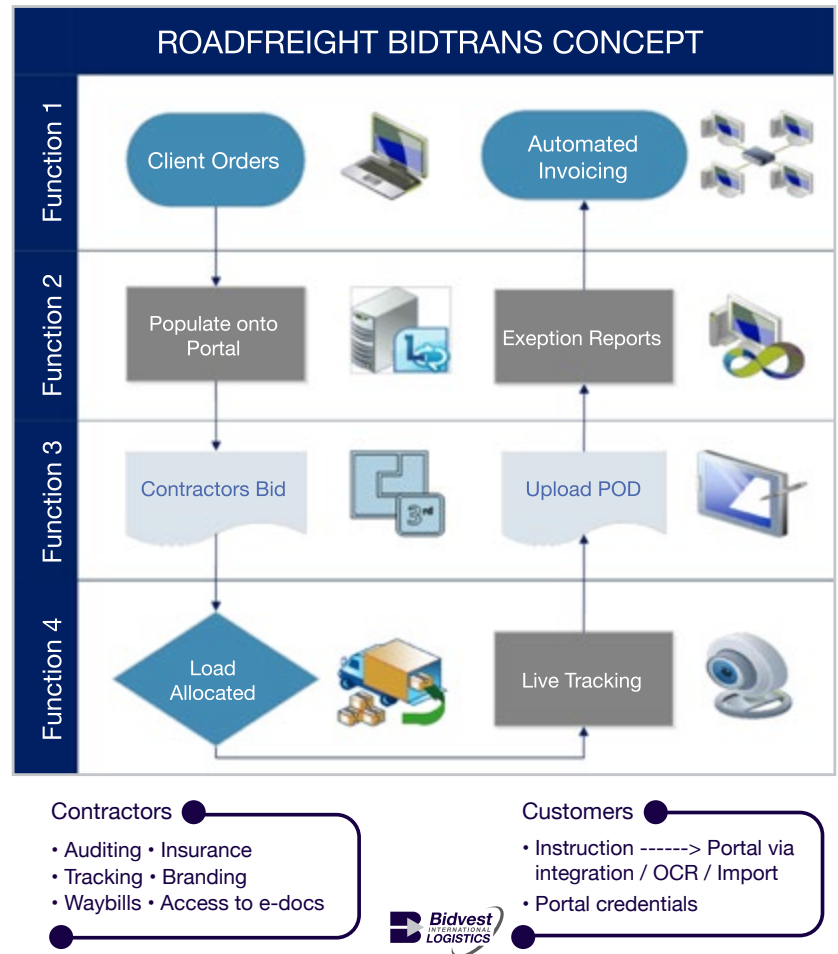 ROADFREIGHT BIDTRANS CONCEPT
Function 1
Client Orders
Automated
Invoicing
Function 2
Populate onto
Portal
Exeption Reports
Function 3
Contractors Bid
3rd
Upload POD
Function 4
Load
Allocated
Live Tracking
Contractors
• Auditing • Insurance
• Tracking • Branding
• Waybills • Access to e-docs
Customers
• Instruction ------> Portal via
integration / OCR / Import
• Portal credentials
B Bidvest
INTERNATIONAL
LOGISTICS